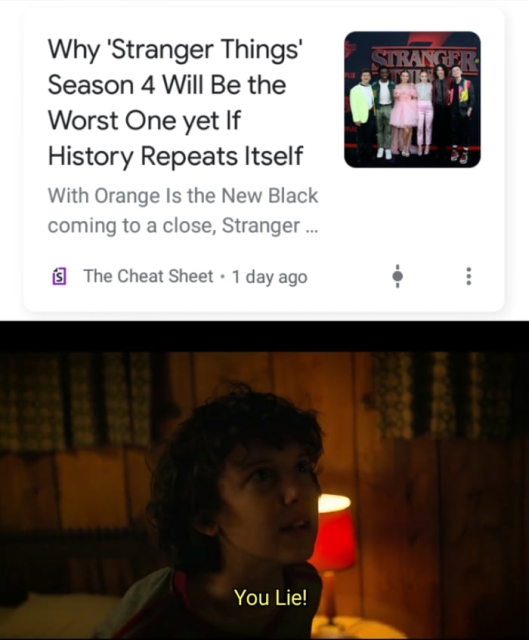 Why 'Stranger Things'
Season 4 Will Be the
Worst One yet If
History Repeats Itself
STRANGER
With Orange Is the New Black
coming to a close, Stranger ...
The Cheat Sheet • 1 day ago
You Lie!